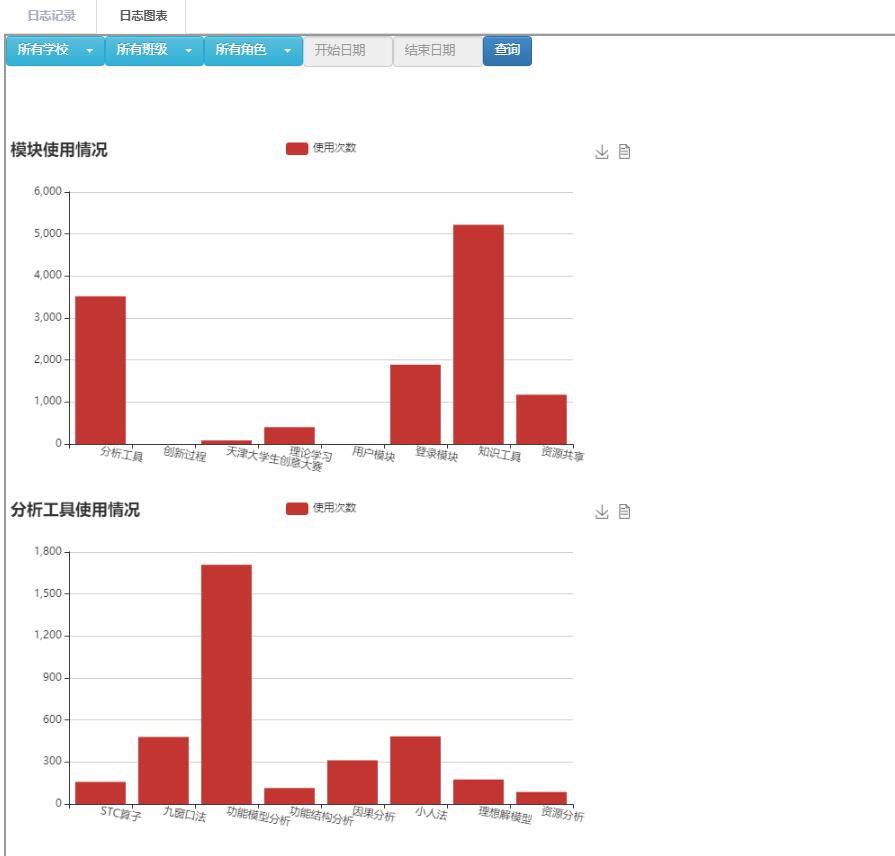 日志记录 日志图表
所有学校 所有班级 所有角色 开始日期 结束日期 查询
模块使用情况
使用次数
6,000
5,000
4,000
3,000
2,000
1,000
0
分析工具 创新过程 天津大学生创意大赛 理论学习 用户模块 登录模块 知识工具 资源共享
分析工具使用情况
使用次数
1,800
1,500
1,200
900
600
300
0
STC算子 九窗口法 功能模型分析 功能结构分析 因果分析 小人法 理想解模型 资源分析